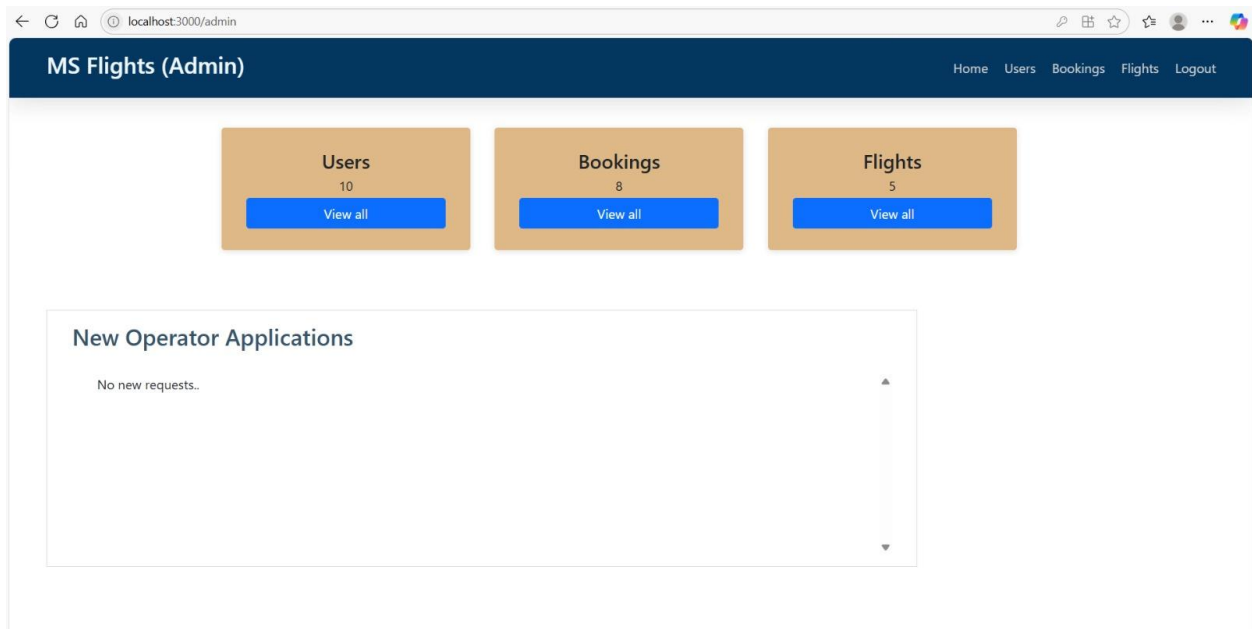 localhost:3000/admin
MS Flights (Admin)
Home Users Bookings Flights Logout
Users
10
View all
Bookings
8
View all
Flights
5
View all
New Operator Applications
No new requests..